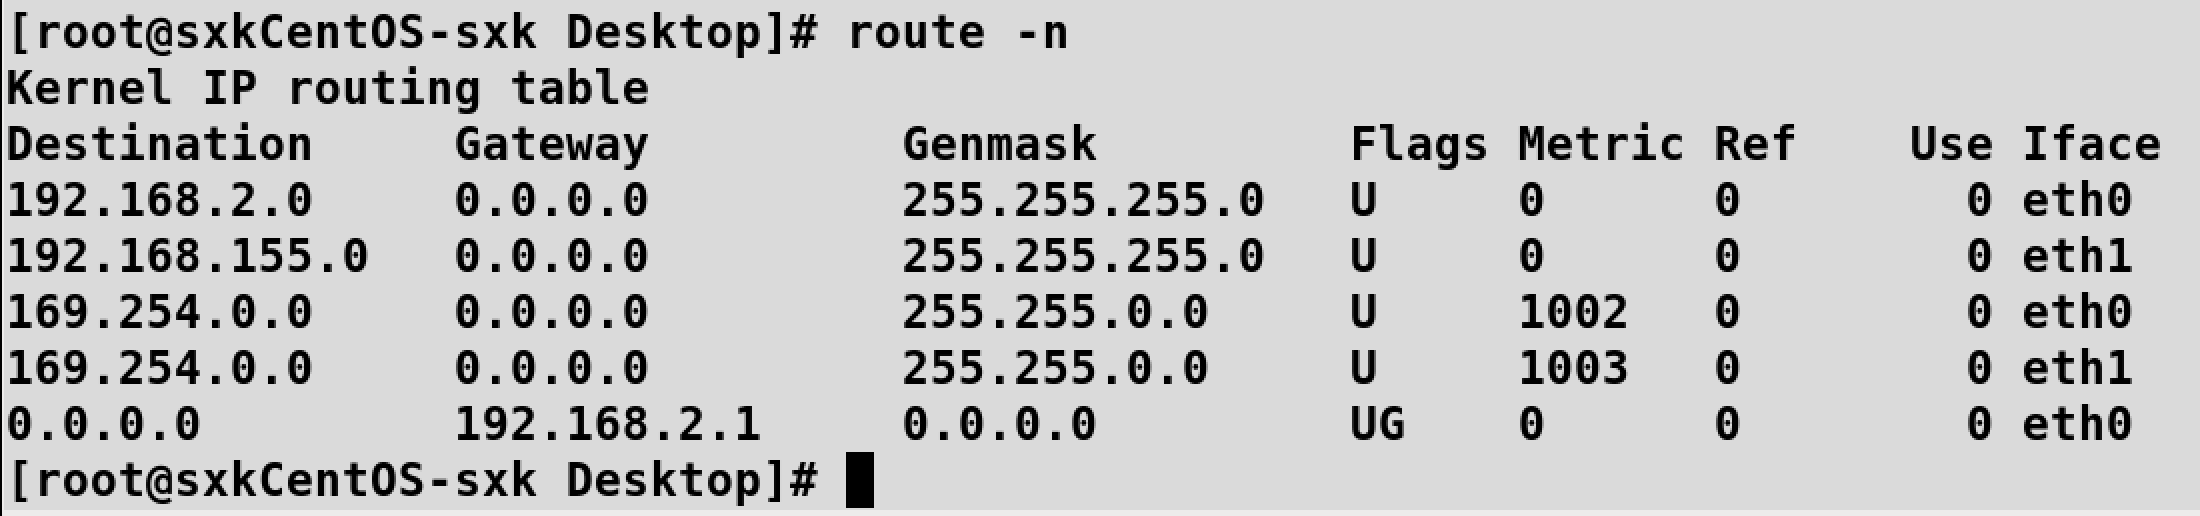 [root@sxkCentOS-sxk Desktop]# route -n
Kernel IP routing table
Destination     Gateway         Genmask         Flags Metric Ref    Use Iface
192.168.2.0     0.0.0.0         255.255.255.0   U     0      0        0 eth0
192.168.155.0   0.0.0.0         255.255.255.0   U     0      0        0 eth1
169.254.0.0     0.0.0.0         255.255.0.0     U     1002   0        0 eth0
169.254.0.0     0.0.0.0         255.255.0.0     U     1003   0        0 eth1
0.0.0.0         192.168.2.1     0.0.0.0         UG    0      0        0 eth0
[root@sxkCentOS-sxk Desktop]#